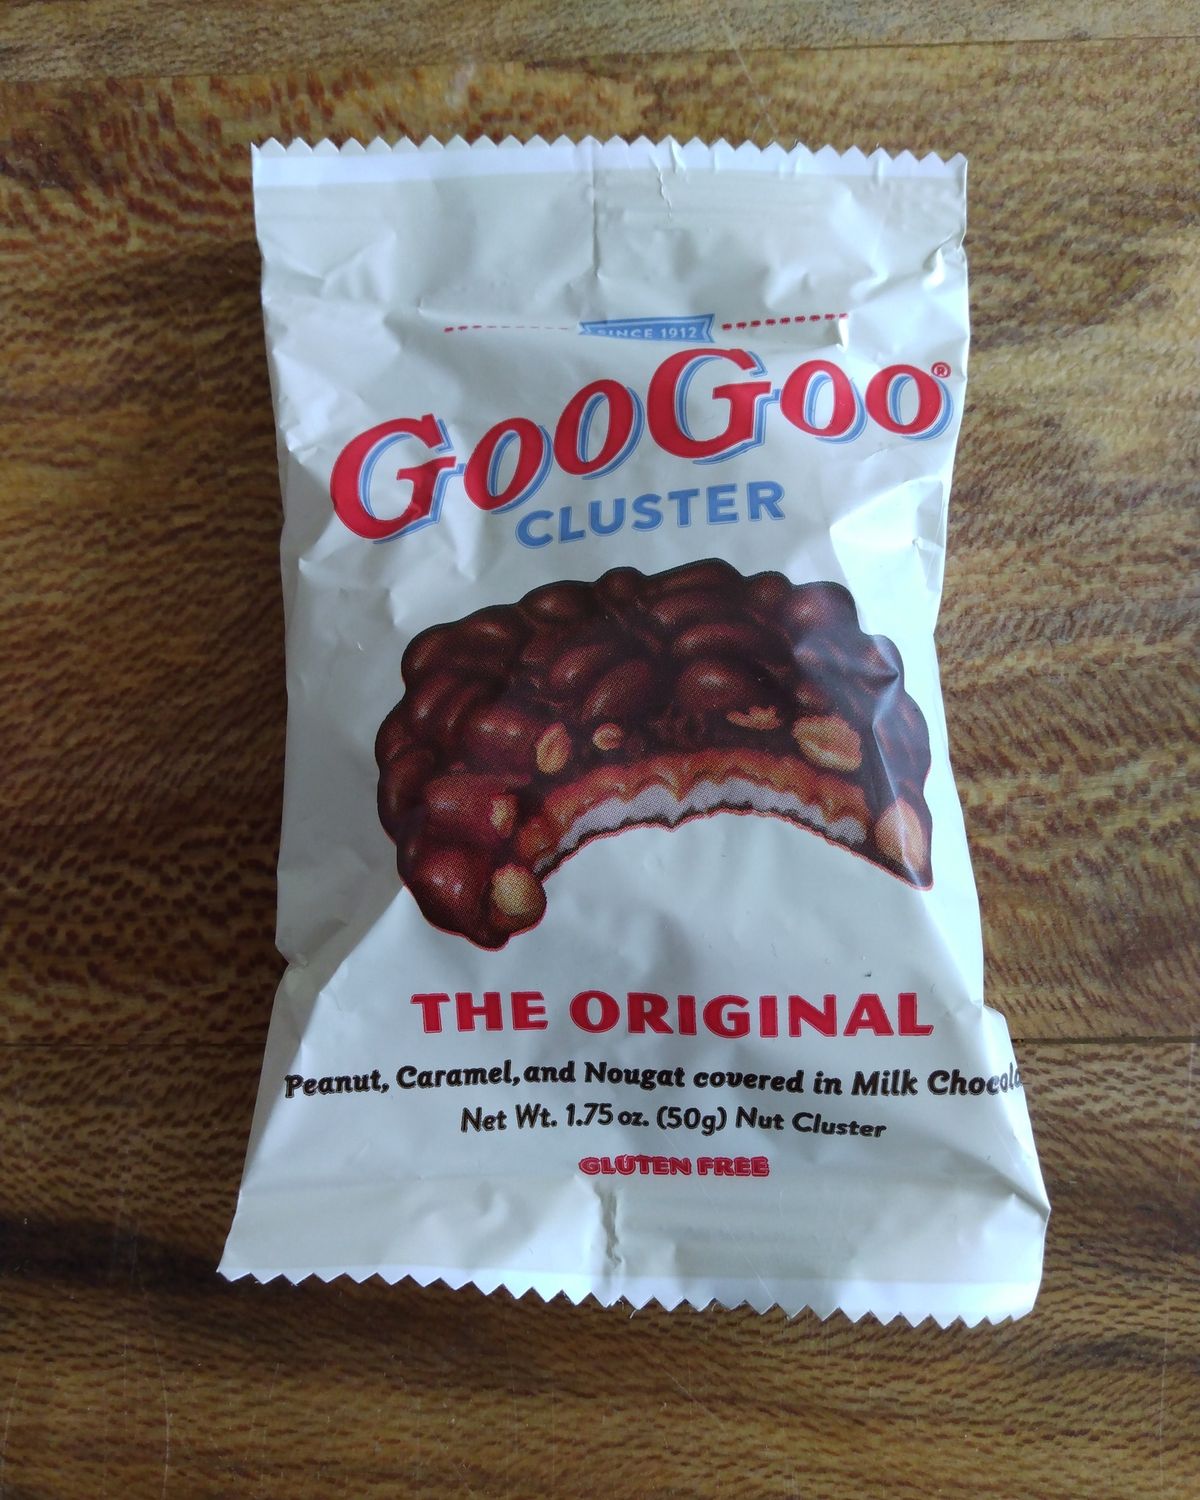 SINCE 1912
GooGoo®
CLUSTER
THE ORIGINAL
Peanut, Caramel, and Nougat covered in Milk Chocola
Net Wt. 1.75 oz. (50g) Nut Cluster
GLUTEN FREE